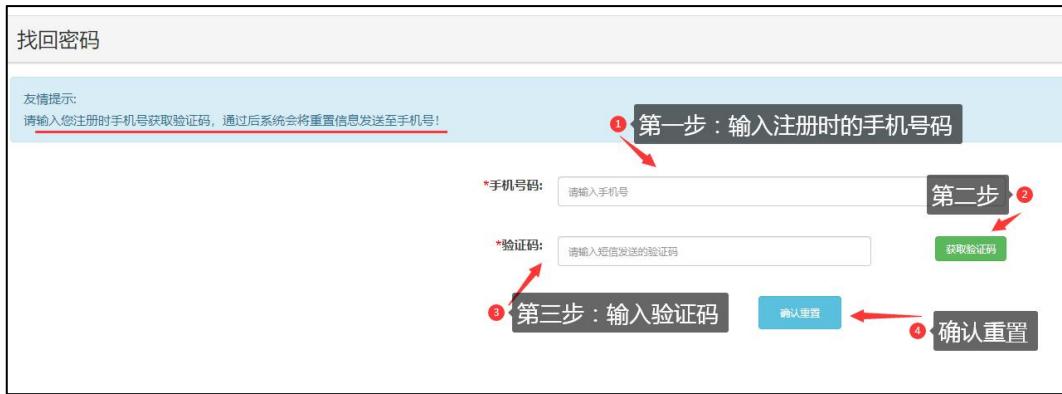 找回密码
友情提示:
请输入您注册时手机号获取验证码，通过后系统会将重置信息发送至手机号！
1 第一步：输入注册时的手机号码
*手机号码: 请输入手机号
第二步 2
*验证码: 请输入短信发送的验证码 获取验证码
3 第三步：输入验证码
确认重置
4 确认重置